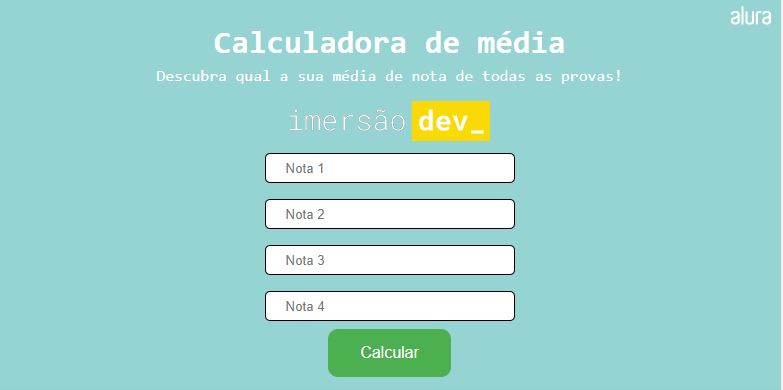 alura
Calculadora de média
Descubra qual a sua média de nota de todas as provas!
imersão dev_
Nota 1
Nota 2
Nota 3
Nota 4
Calcular